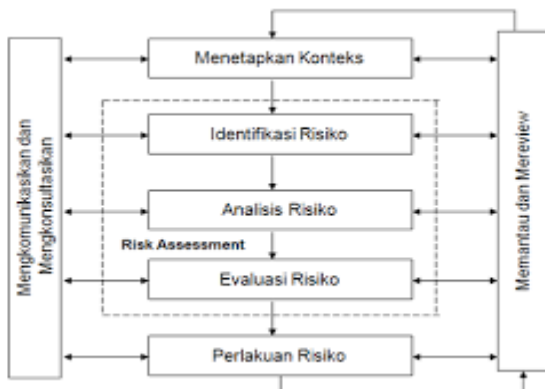 Menetapkan Konteks
Mengkomunikasikan dan
Mengkonsultasikan
Identifikasi Risiko
Analisis Risiko
Risk Assessment
Evaluasi Risiko
Perlakuan Risiko
Memantau dan Mereview